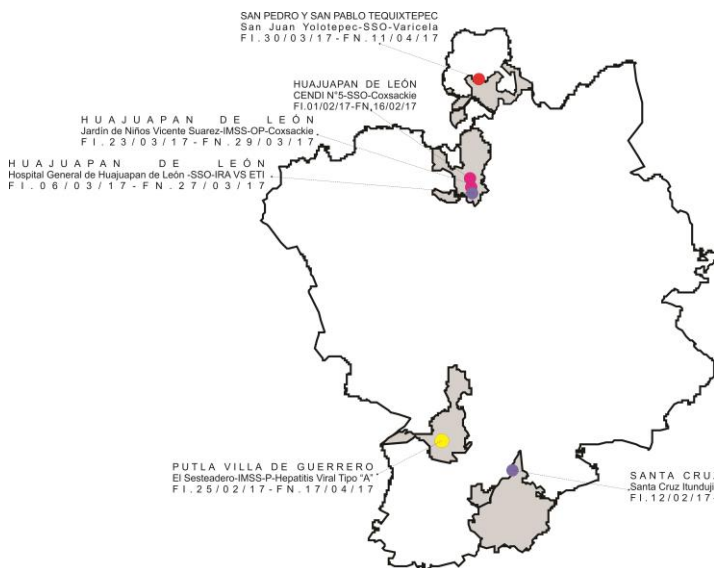 SAN PEDRO Y SAN PABLO TEQUIXTEPEC
San Juan Yolotepec-SSO-Varicela
FI.30/03/17-FN.11/04/17
HUAJUAPAN DE LEÓN
CENDI N°5-SSO-Coxsackie
FI.01/02/17-FN,16/02/17
HUAJUAPAN DE LEÓN
Jardín de Niños Vicente Suarez-IMSS-OP-Coxsackie
FI.23/03/17-FN.29/03/17
HUAJUAPAN DE LEÓN
Hospital General de Huajuapan de León -SSO-IRA VS ETI
FI.06/03/17-FN.27/03/17
PUTLA VILLA DE GUERRERO
El Sesteadero-IMSS-P-Hepatitis Viral Tipo “A”
FI.25/02/17-FN.17/04/17
SANTA CRUZ
Santa Cruz Itunduji
FI.12/02/17-